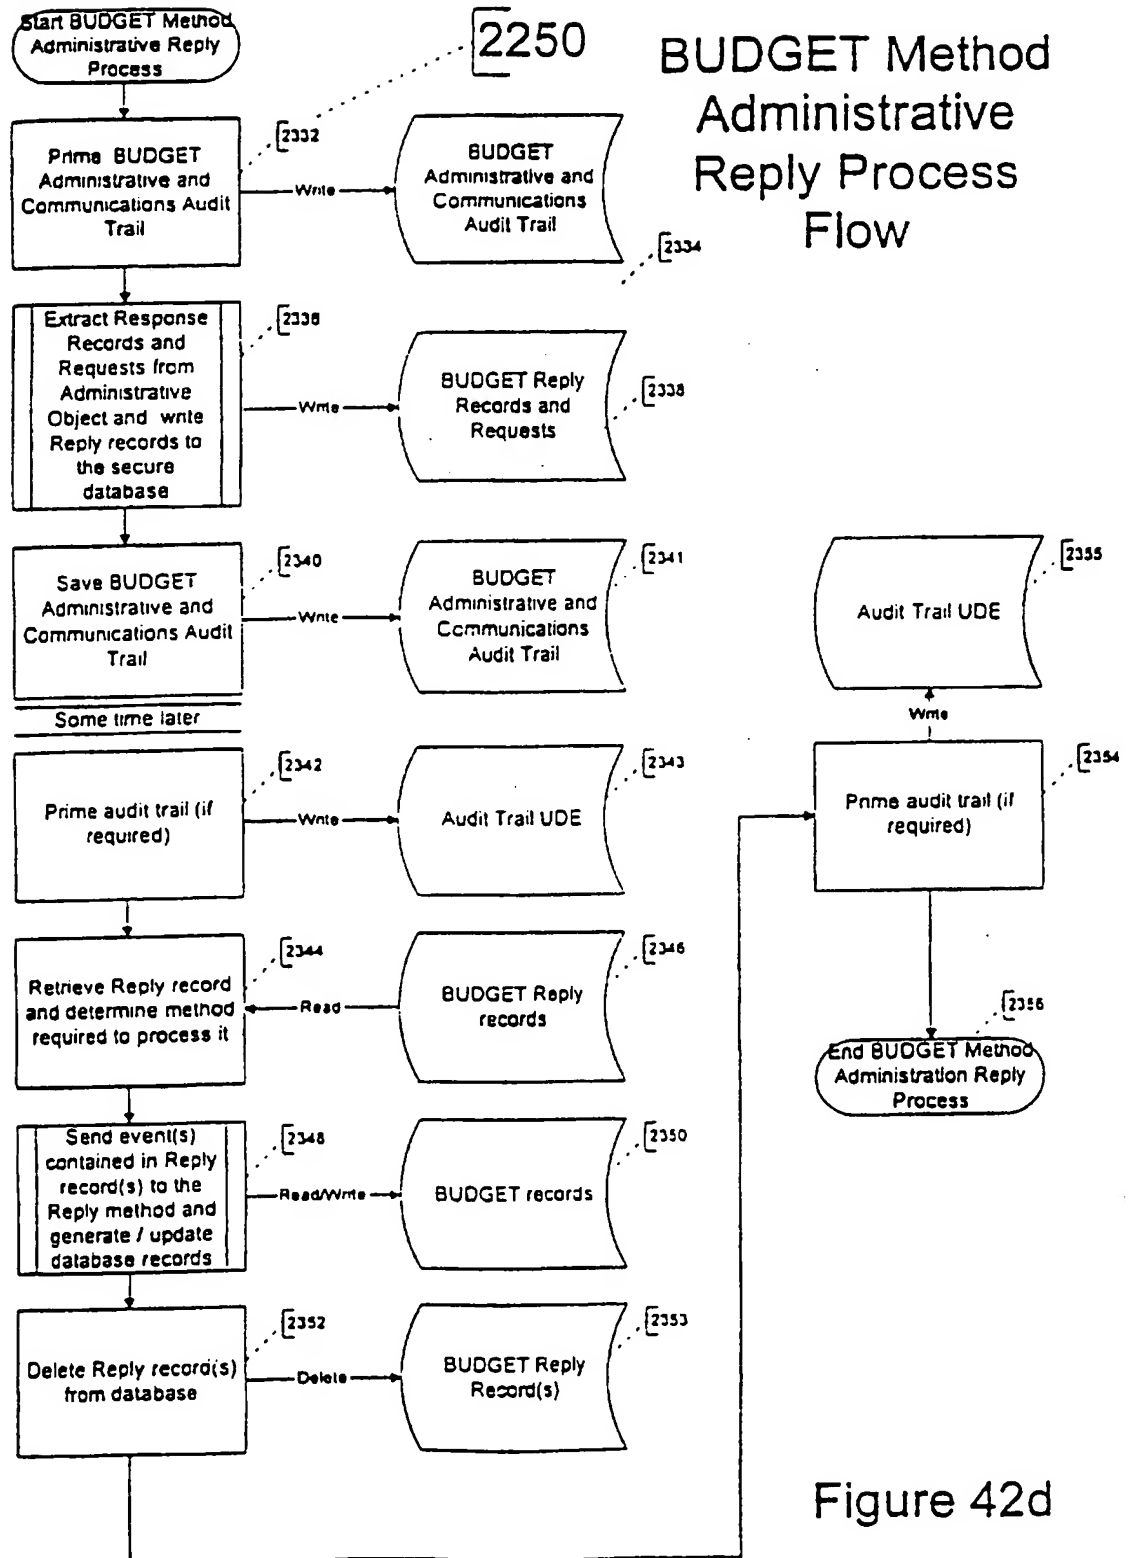 Start BUDGET Method
Administrative Reply
Process
2250
BUDGET Method
Administrative
Reply Process
Flow
2332
Prime BUDGET
Administrative and
Communications Audit
Trail
Write
BUDGET
Administrative and
Communications
Audit Trail
2334
2336
Extract Response
Records and
Requests from
Administrative
Object and write
Reply records to
the secure
database
Write
BUDGET Reply
Records and
Requests
2338
2340
Save BUDGET
Administrative and
Communications Audit
Trail
Write
BUDGET
Administrative and
Communications
Audit Trail
2341
Some time later
2342
Prime audit trail (if
required)
Write
Audit Trail UDE
2343
2344
Retrieve Reply record
and determine method
required to process it
Read
BUDGET Reply
records
2346
2348
Send event(s)
contained in Reply
record(s) to the
Reply method and
generate / update
database records
Read/Write
BUDGET records
2350
2352
Delete Reply record(s)
from database
Delete
BUDGET Reply
Record(s)
2353
2355
Audit Trail UDE
Write
2354
Prime audit trail (if
required)
2356
End BUDGET Method
Administration Reply
Process
Figure 42d